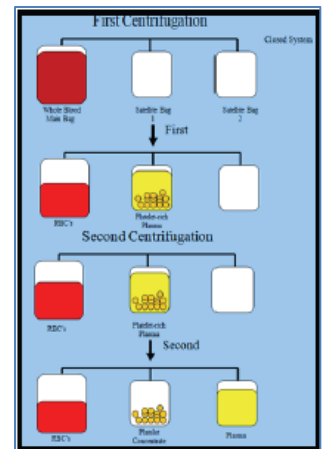 First Centrifugation
Closed System
Whole Blood
Main Bag
Satellite Bag
1
Satellite Bag
2
First
RBC's
Platelet-rich
Plasma
Second Centrifugation
RBC's
Platelet-rich
Plasma
Second
RBC's
Platelet
Concentrate
Plasma